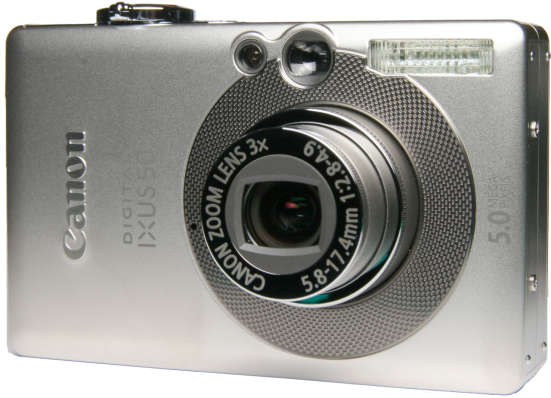 Canon
DIGITAL
IXUS 55
CANON ZOOM LENS 3x
5.8-17.4mm 1:2.8-4.9
5.0 MEGA
PIXELS